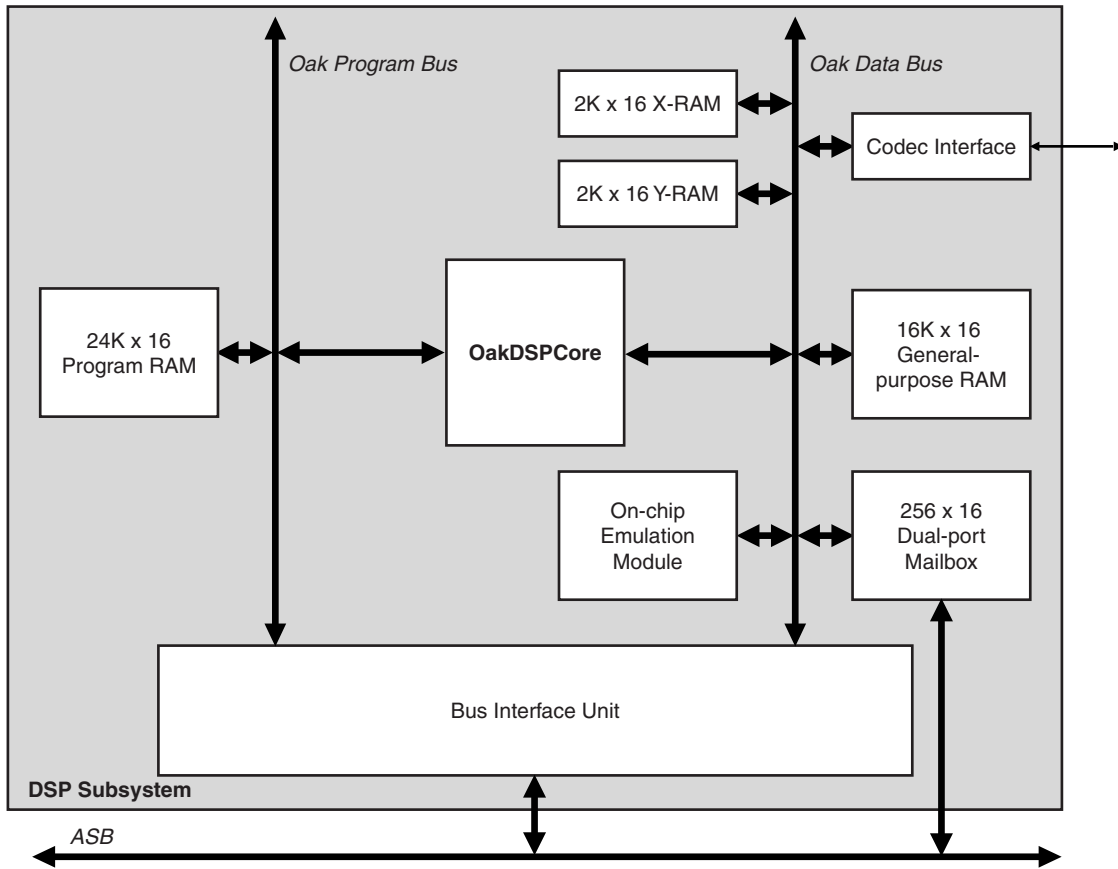 Oak Program Bus
Oak Data Bus
2K x 16 X-RAM
Codec Interface
2K x 16 Y-RAM
24K x 16
Program RAM
OakDSPCore
16K x 16
General-
purpose RAM
On-chip
Emulation
Module
256 x 16
Dual-port
Mailbox
Bus Interface Unit
DSP Subsystem
ASB